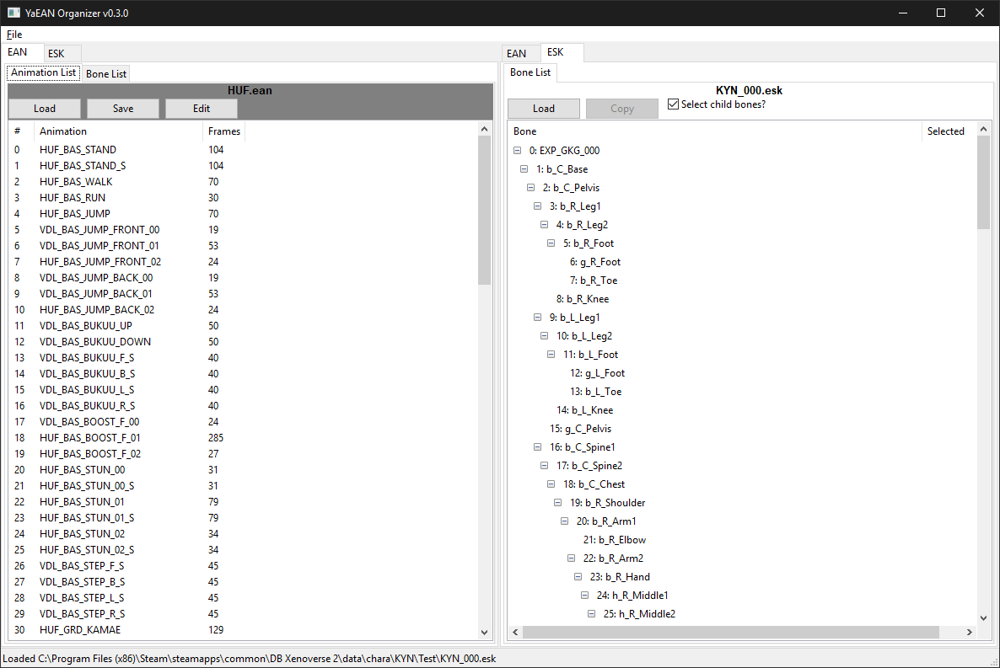 YaEAN Organizer v0.3.0
File
EAN ESK
Animation List Bone List
HUF.ean
Load Save Edit
# Animation Frames
0 HUF_BAS_STAND 104
1 HUF_BAS_STAND_S 104
2 HUF_BAS_WALK 70
3 HUF_BAS_RUN 30
4 HUF_BAS_JUMP 70
5 VDL_BAS_JUMP_FRONT_00 19
6 VDL_BAS_JUMP_FRONT_01 53
7 HUF_BAS_JUMP_FRONT_02 24
8 VDL_BAS_JUMP_BACK_00 19
9 VDL_BAS_JUMP_BACK_01 53
10 HUF_BAS_JUMP_BACK_02 24
11 VDL_BAS_BUKUU_UP 50
12 VDL_BAS_BUKUU_DOWN 50
13 VDL_BAS_BUKUU_F_S 40
14 VDL_BAS_BUKUU_B_S 40
15 VDL_BAS_BUKUU_L_S 40
16 VDL_BAS_BUKUU_R_S 40
17 VDL_BAS_BOOST_F_00 24
18 HUF_BAS_BOOST_F_01 285
19 HUF_BAS_BOOST_F_02 27
20 HUF_BAS_STUN_00 31
21 HUF_BAS_STUN_00_S 31
22 HUF_BAS_STUN_01 79
23 HUF_BAS_STUN_01_S 79
24 HUF_BAS_STUN_02 34
25 HUF_BAS_STUN_02_S 34
26 VDL_BAS_STEP_F_S 45
27 VDL_BAS_STEP_B_S 45
28 VDL_BAS_STEP_L_S 45
29 VDL_BAS_STEP_R_S 45
30 HUF_GRD_KAMAE 129
EAN ESK
Bone List
KYN_000.esk
Load Copy Select child bones?
Bone Selected
0: EXP_GKG_000
1: b_C_Base
2: b_C_Pelvis
3: b_R_Leg1
4: b_R_Leg2
5: b_R_Foot
6: g_R_Foot
7: b_R_Toe
8: b_R_Knee
9: b_L_Leg1
10: b_L_Leg2
11: b_L_Foot
12: g_L_Foot
13: b_L_Toe
14: b_L_Knee
15: g_C_Pelvis
16: b_C_Spine1
17: b_C_Spine2
18: b_C_Chest
19: b_R_Shoulder
20: b_R_Arm1
21: b_R_Elbow
22: b_R_Arm2
23: b_R_Hand
24: h_R_Middle1
25: h_R_Middle2
Loaded C:\Program Files (x86)\Steam\steamapps\common\DB Xenoverse 2\data\chara\KYN\Test\KYN_000.esk